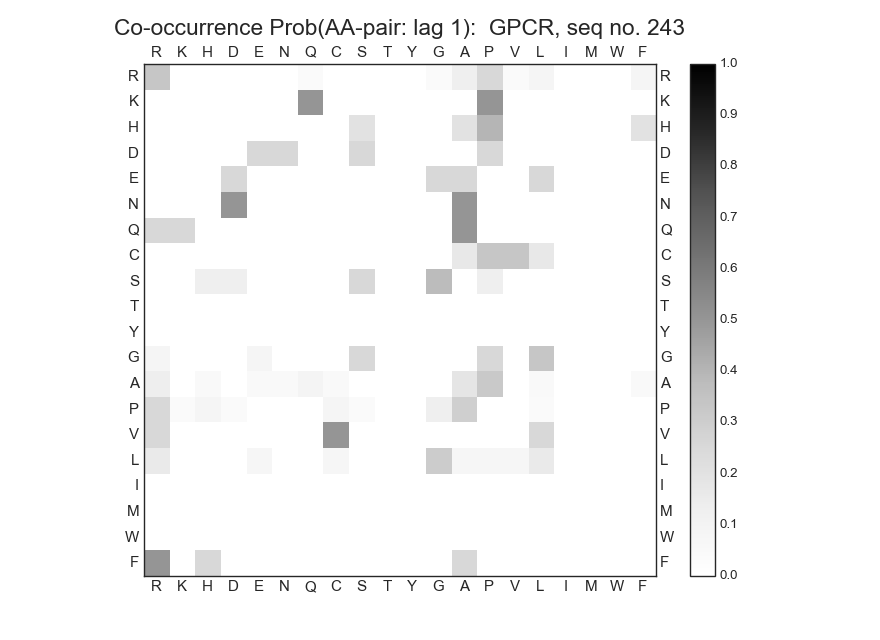 Co-occurrence Prob(AA-pair: lag 1):  GPCR, seq no. 243
R K H D E N Q C S T Y G A P V L I M W F
R R 1.0
K K 0.9
H H 0.8
D D
E E 0.7
N N
Q Q 0.6
C C
S S 0.5
T T
Y Y 0.4
G G
A A 0.3
P P
V V 0.2
L L
I I 0.1
M M
W W
F F 0.0
R K H D E N Q C S T Y G A P V L I M W F